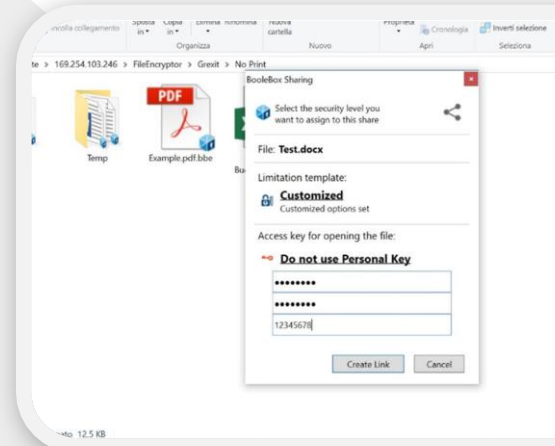 incolla collegamento
Sposta Copia Elimina Rinomina Nuova Proprietà
in in cartella
Cronologia Inverti selezione
Organizza Nuovo Apri Seleziona
> 169.254.103.246 > FileEncryptor > Grexit > No Print
BooleBox Sharing
Select the security level you
want to assign to this share
PDF
File: Test.docx
Temp
Example.pdf.bbe
Limitation template:
Customized
Customized options set
Access key for opening the file:
Do not use Personal Key
••••••••
••••••••
12345678
Create Link Cancel
12,5 KB